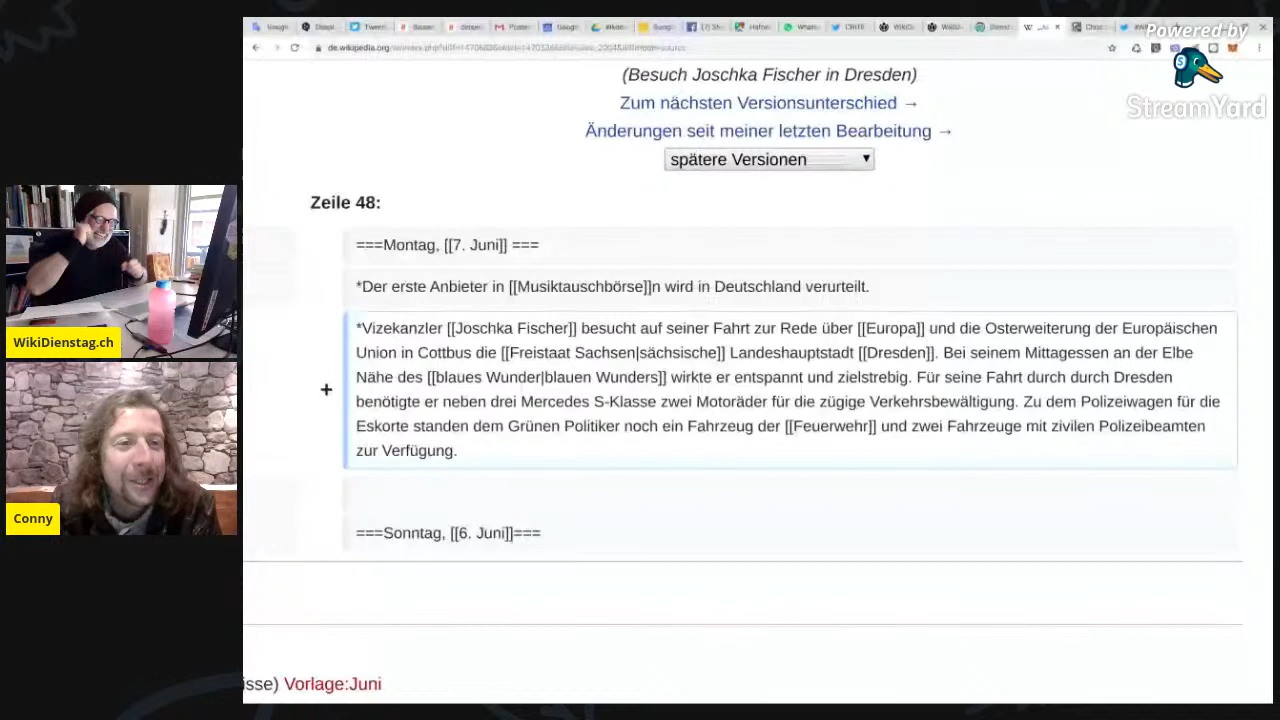 Powered by
StreamYard
(Besuch Joschka Fischer in Dresden)
Zum nächsten Versionsunterschied →
Änderungen seit meiner letzten Bearbeitung →
spätere Versionen
Zeile 48:
===Montag, [[7. Juni]] ===
*Der erste Anbieter in [[Musiktauschbörse]]n wird in Deutschland verurteilt.
+
*Vizekanzler [[Joschka Fischer]] besucht auf seiner Fahrt zur Rede über [[Europa]] und die Osterweiterung der Europäischen
Union in Cottbus die [[Freistaat Sachsen|sächsische]] Landeshauptstadt [[Dresden]]. Bei seinem Mittagessen an der Elbe
Nähe des [[blaues Wunder|blauen Wunders]] wirkte er entspannt und zielstrebig. Für seine Fahrt durch durch Dresden
benötigte er neben drei Mercedes S-Klasse zwei Motoräder für die zügige Verkehrsbewältigung. Zu dem Polizeiwagen für die
Eskorte standen dem Grünen Politiker noch ein Fahrzeug der [[Feuerwehr]] und zwei Fahrzeuge mit zivilen Polizeibeamten
zur Verfügung.
===Sonntag, [[6. Juni]]===
isse) Vorlage:Juni
WikiDienstag.ch
Conny